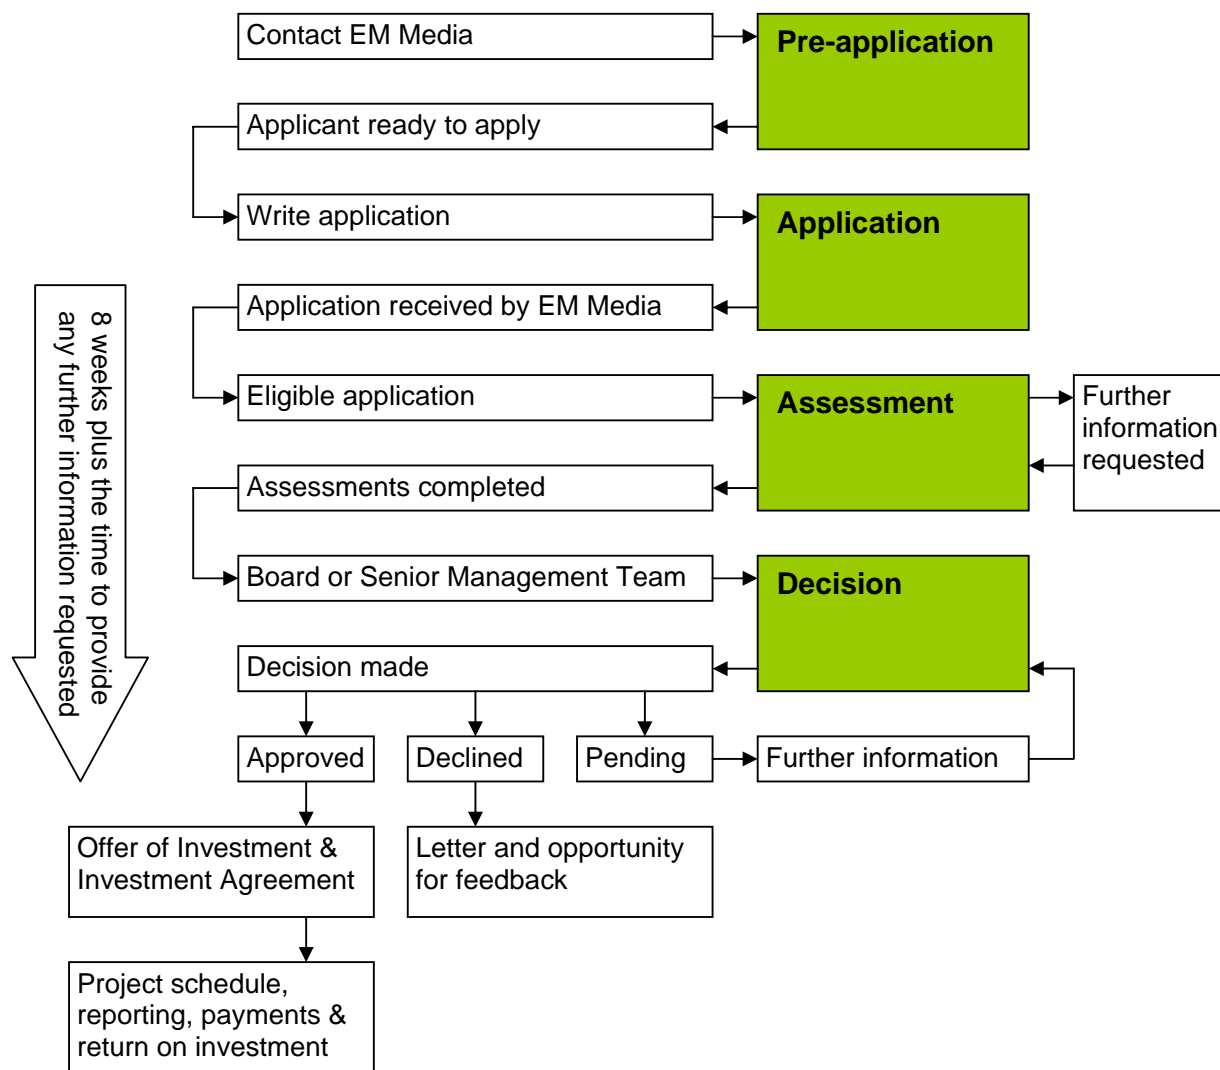 Contact EM Media
Pre-application
Applicant ready to apply
Write application
Application
Application received by EM Media
8 weeks plus the time to provide
any further information requested
Eligible application
Assessment
Further
information
requested
Assessments completed
Board or Senior Management Team
Decision
Decision made
Approved
Declined
Pending
Further information
Offer of Investment &
Investment Agreement
Letter and opportunity
for feedback
Project schedule,
reporting, payments &
return on investment